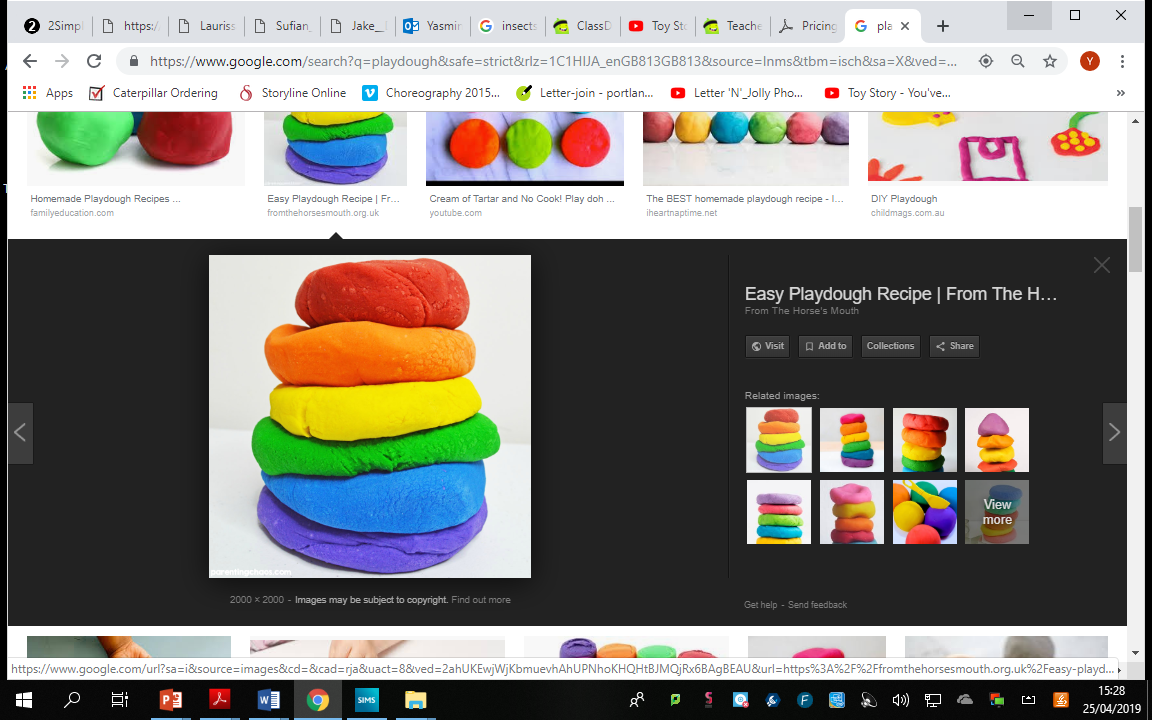 2Simpl
https:/
Lauriss
Sufian_
Jake_
Yasmin
insects
ClassD
Toy Sto
Teache
Pricing
pla
https://www.google.com/search?q=playdough&safe=strict&rlz=1C1HIJA_enGB813GB813&source=lnms&tbm=isch&sa=X&ved=...
Y
Apps Caterpillar Ordering Storyline Online Choreography 2015... Letter-join - portlan... Letter 'N'_Jolly Pho... Toy Story - You've... »
Homemade Playdough Recipes ...
familyeducation.com
Easy Playdough Recipe | Fr...
fromthehorsesmouth.org.uk
Cream of Tartar and No Cook! Play doh ...
youtube.com
The BEST homemade playdough recipe - I...
iheartnaptime.net
DIY Playdough
childmags.com.au
Easy Playdough Recipe | From The H...
From The Horse's Mouth
Visit Add to Collections Share
Related images:
View
more
parentingchaos.com
2000 × 2000 - Images may be subject to copyright. Find out more
Get help - Send feedback
https://www.google.com/url?sa=i&source=images&cd=&cad=rja&uact=8&ved=2ahUKEwjWjKbmuevhAhUPNhoKHQHtBJMQjRx6BAgBEAU&url=https%3A%2F%2Ffromthehorsesmouth.org.uk%2Feasy-playd...
SIMS
15:28
25/04/2019